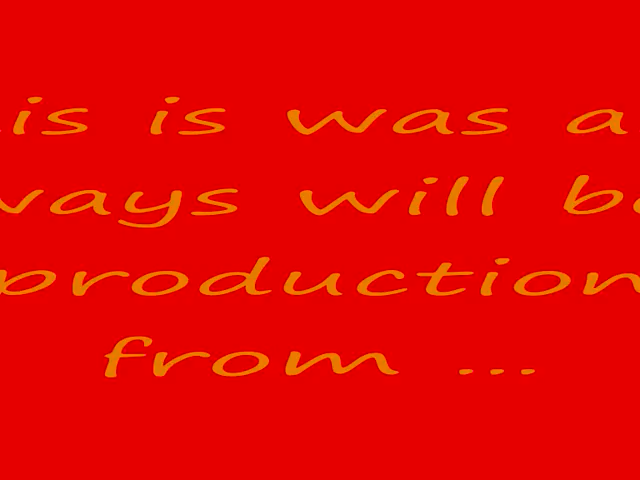 is is was a
ways will b
production
from ...